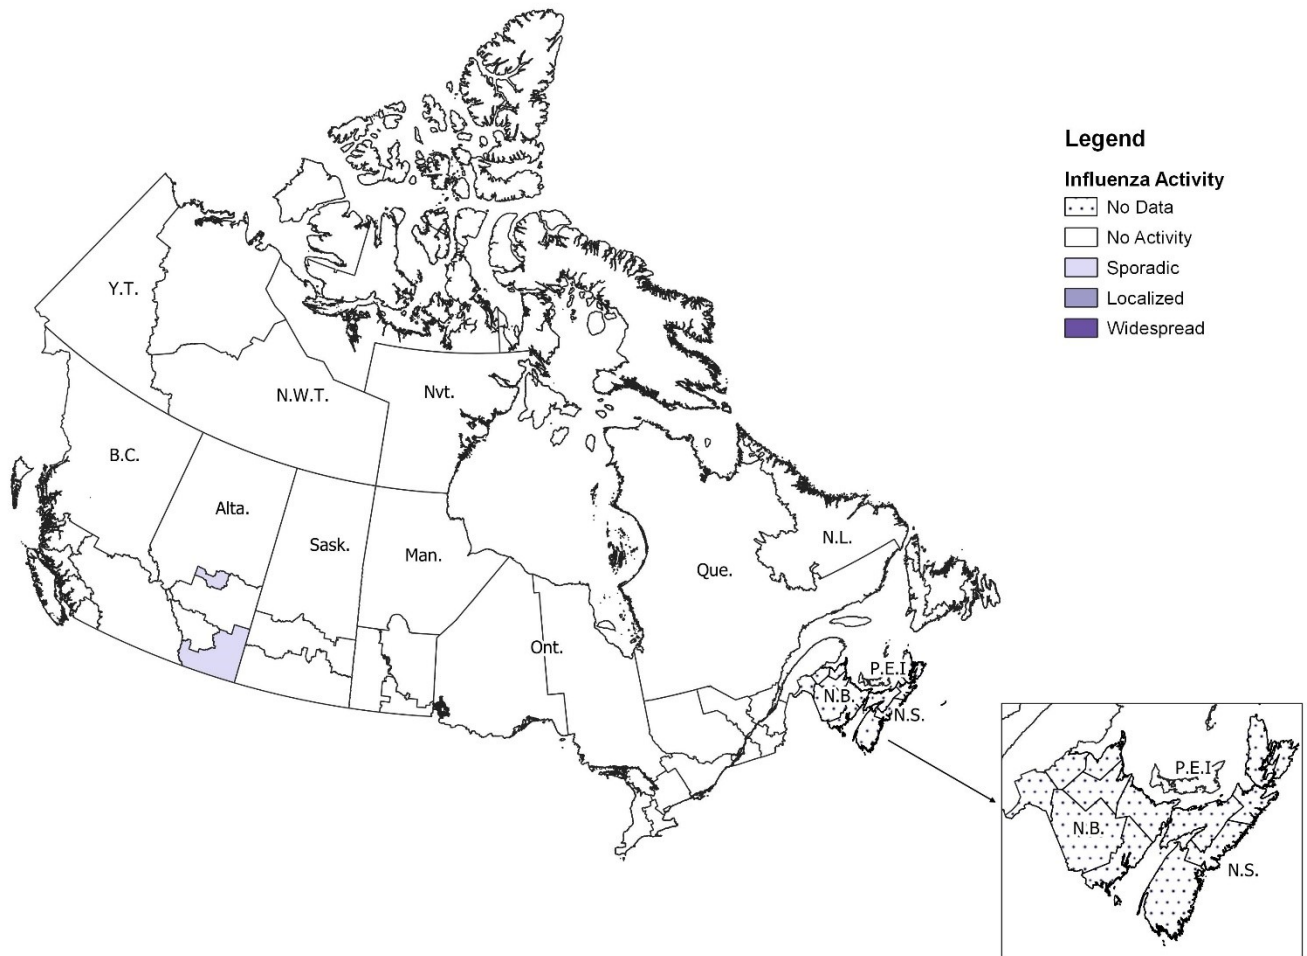 Legend
Influenza Activity
No Data
No Activity
Sporadic
Localized
Widespread
Y.T.
N.W.T.
Nvt.
B.C.
Alta.
Sask.
Man.
Ont.
Que.
N.L.
P.E.I
N.B.
N.S.
P.E.I
N.B.
N.S.